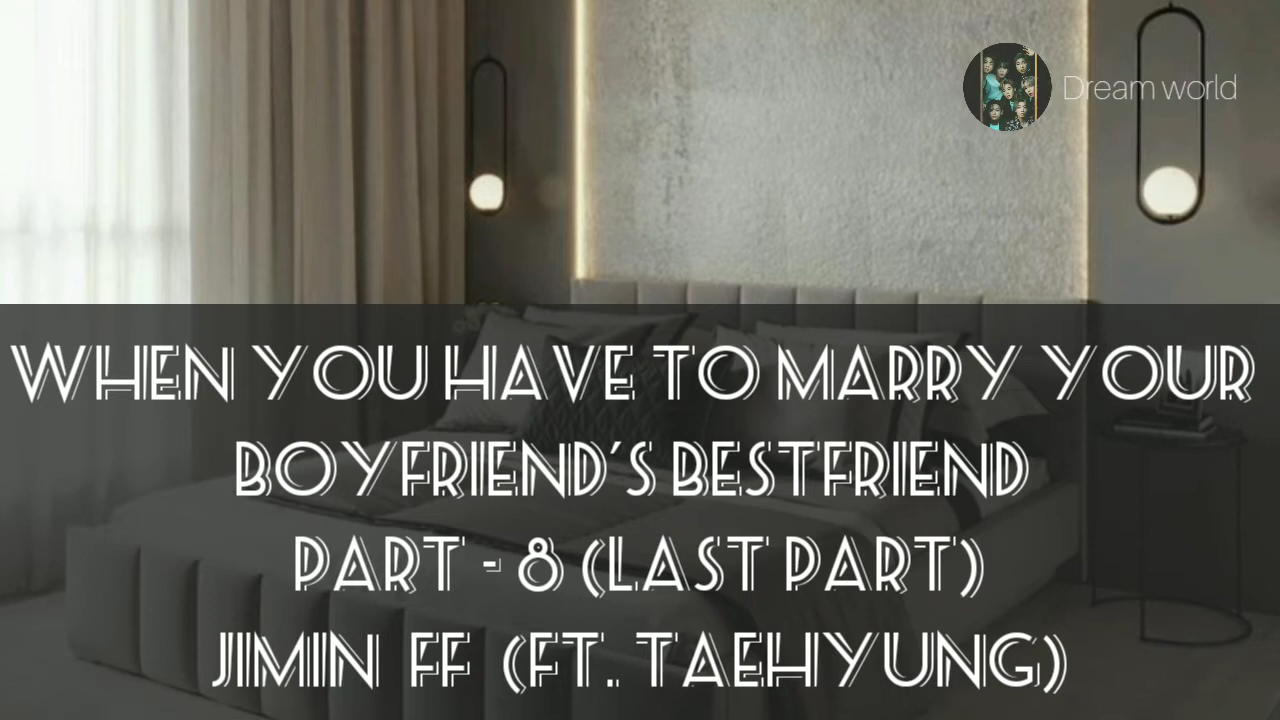 Dream world
WHEN YOU HAVE TO MARRY YOUR
BOYFRIEND'S BESTFRIEND
PART - 8 (LAST PART)
JIMIN FF (FT.. TAEHYUNG)